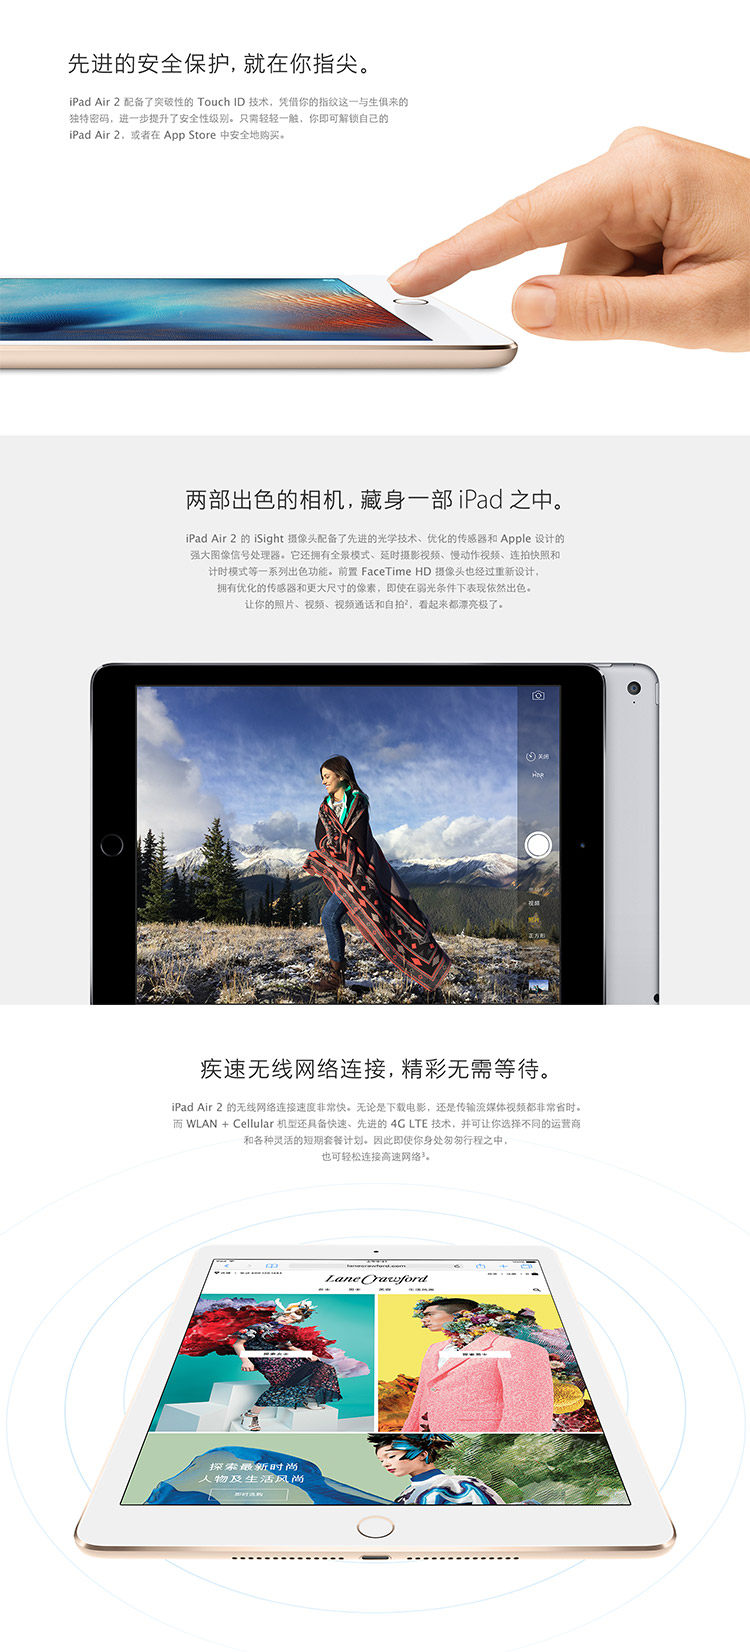 先进的安全保护，就在你指尖。
iPad Air 2 配备了突破性的 Touch ID 技术，凭借你的指纹这一与生俱来的
独特密码，进一步提升了安全性级别。只需轻轻一触，你即可解锁自己的
iPad Air 2，或者在 App Store 中安全地购买。
两部出色的相机，藏身一部 iPad 之中。
iPad Air 2 的 iSight 摄像头配备了先进的光学技术、优化的传感器和 Apple 设计的
强大图像信号处理器。它还拥有全景模式、延时摄影视频、慢动作视频、连拍快照和
计时模式等一系列出色功能。前置 FaceTime HD 摄像头也经过重新设计，
拥有优化的传感器和更大尺寸的像素，即使在弱光条件下表现依然出色。
让你的照片、视频、视频通话和自拍²，看起来都漂亮极了。
关闭
HDR
视频
照片
正方形
疾速无线网络连接，精彩无需等待。
iPad Air 2 的无线网络连接速度非常快。无论是下载电影，还是传输流媒体视频都非常省时。
而 WLAN + Cellular 机型还具备快速、先进的 4G LTE 技术，并可让你选择不同的运营商
和各种灵活的短期套餐计划。因此即使你身处匆匆行程之中，
也可轻松连接高速网络³。
lanecrawford.com
Lane Crawford
女士 男士 美容 生活热潮
探索女士
探索男士
探索最新时尚
人物及生活风尚
即时选购